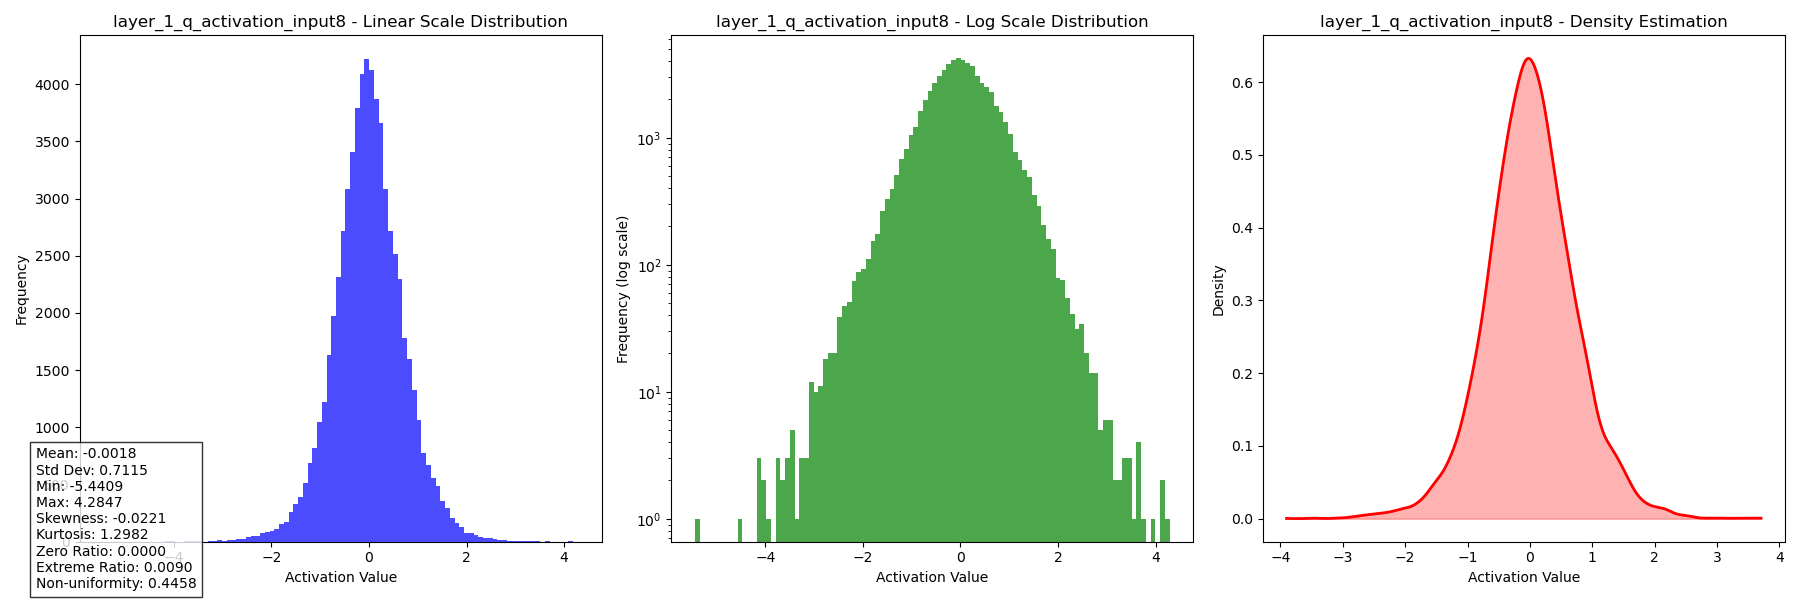 layer_1_q_activation_input8 - Linear Scale Distribution
Frequency
4000
3500
3000
2500
2000
1500
1000
−4
−2
0
2
4
Activation Value
Mean: -0.0018
Std Dev: 0.7115
Min: -5.4409
Max: 4.2847
Skewness: -0.0221
Kurtosis: 1.2982
Zero Ratio: 0.0000
Extreme Ratio: 0.0090
Non-uniformity: 0.4458
layer_1_q_activation_input8 - Log Scale Distribution
Frequency (log scale)
10³
10²
10¹
10⁰
−4
−2
0
2
4
Activation Value
layer_1_q_activation_input8 - Density Estimation
Density
0.6
0.5
0.4
0.3
0.2
0.1
0.0
−4
−3
−2
−1
0
1
2
3
4
Activation Value